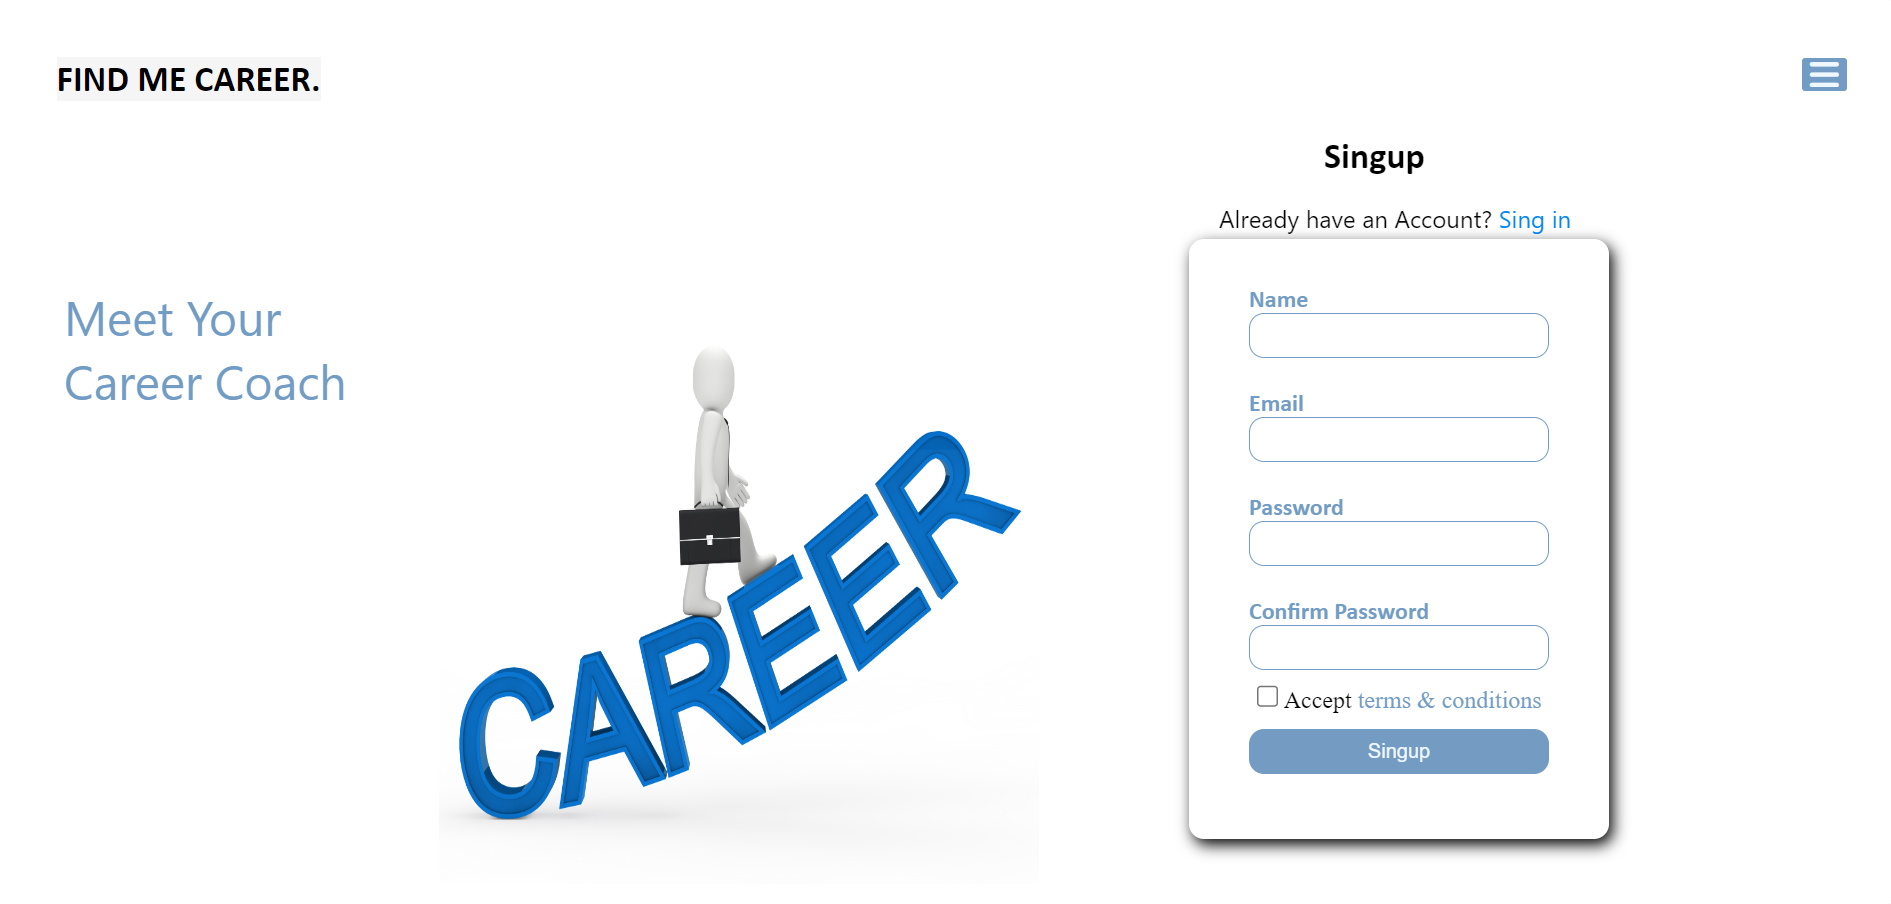 FIND ME CAREER.
Singup
Already have an Account? Sing in
Meet Your
Career Coach
CAREER
Name
Email
Password
Confirm Password
Accept terms & conditions
Singup